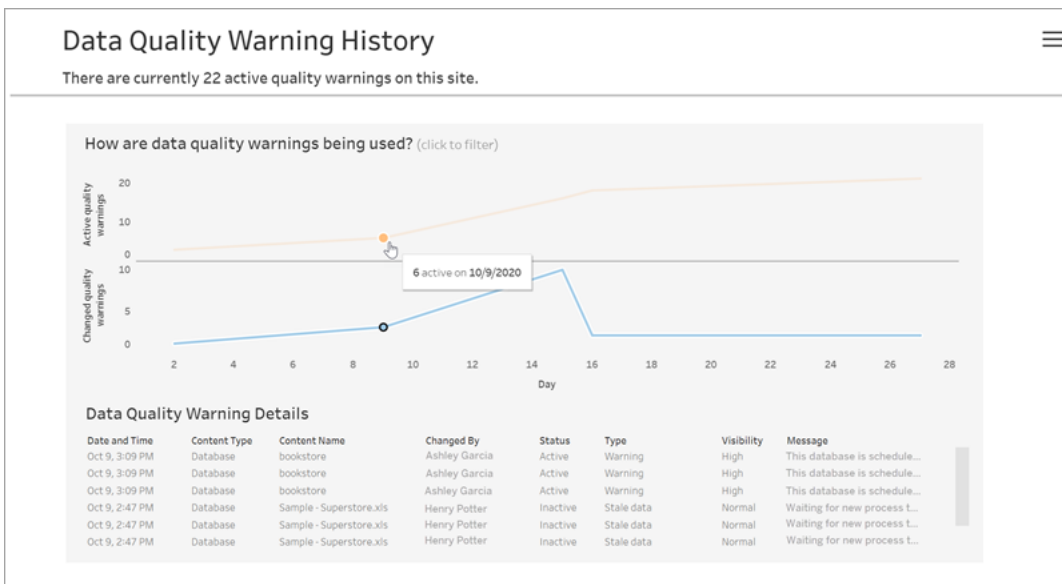 Data Quality Warning History
There are currently 22 active quality warnings on this site.
How are data quality warnings being used? (click to filter)
Active quality
warnings
20
10
0
6 active on 10/9/2020
Changed quality
warnings
10
5
0
2 4 6 8 10 12 14 16 18 20 22 24 26 28
Day
Data Quality Warning Details
Date and Time Content Type Content Name Changed By Status Type Visibility Message
Oct 9, 3:09 PM Database bookstore Ashley Garcia Active Warning High This database is schedule...
Oct 9, 3:09 PM Database bookstore Ashley Garcia Active Warning High This database is schedule...
Oct 9, 3:09 PM Database bookstore Ashley Garcia Active Warning High This database is schedule...
Oct 9, 2:47 PM Database Sample - Superstore.xls Henry Potter Inactive Stale data Normal Waiting for new process t...
Oct 9, 2:47 PM Database Sample - Superstore.xls Henry Potter Inactive Stale data Normal Waiting for new process t...
Oct 9, 2:47 PM Database Sample - Superstore.xls Henry Potter Inactive Stale data Normal Waiting for new process t...